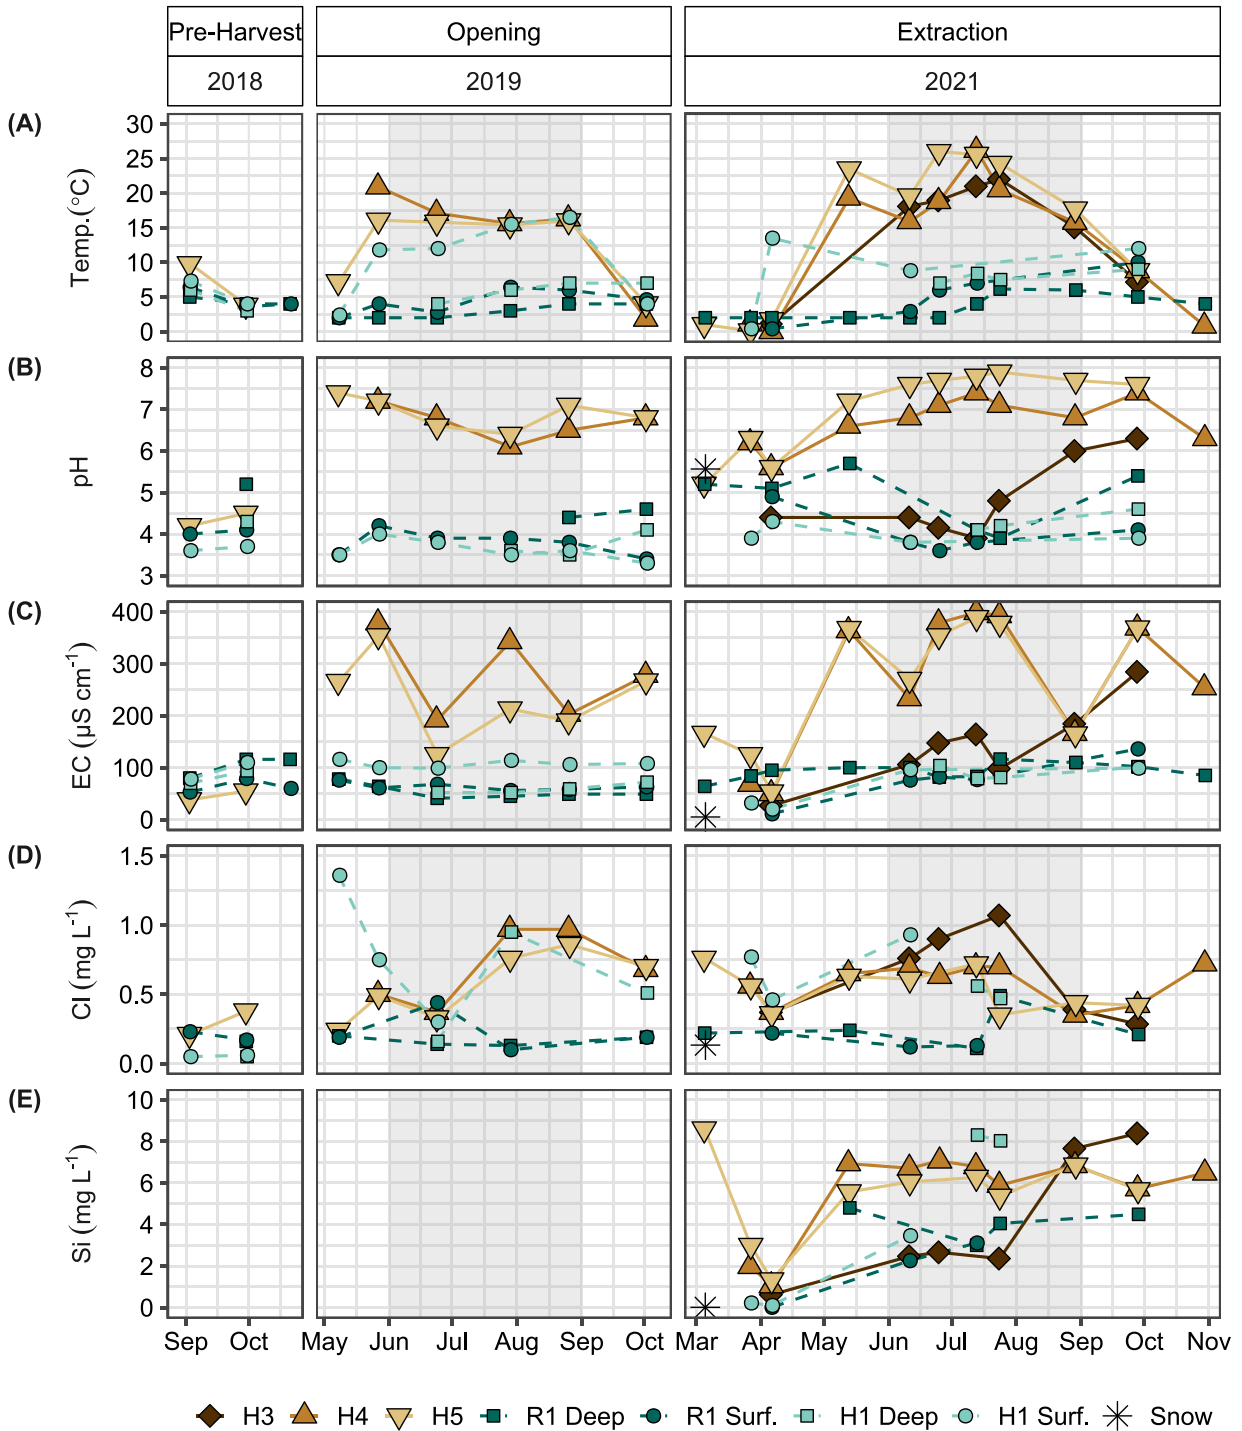 Pre-Harvest Opening Extraction
2018 2019 2021
(A)
Temp.(°C)
30
25
20
15
10
5
0
(B)
pH
8
7
6
5
4
3
(C)
EC (µS cm⁻¹)
400
300
200
100
0
(D)
Cl (mg L⁻¹)
1.5
1.0
0.5
0.0
(E)
Si (mg L⁻¹)
10
8
6
4
2
0
Sep Oct May Jun Jul Aug Sep Oct Mar Apr May Jun Jul Aug Sep Oct Nov
H3 H4 H5 R1 Deep R1 Surf. H1 Deep H1 Surf. Snow